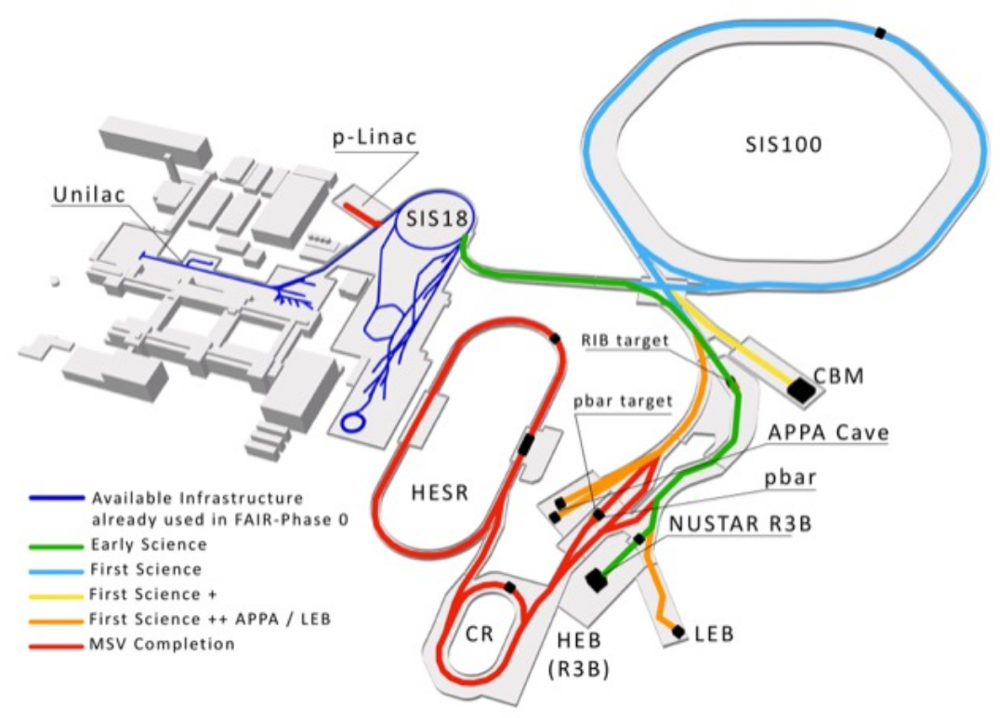 p-Linac
SIS100
Unilac
SIS18
RIB target
CBM
pbar target
APPA Cave
pbar
HESR
NUSTAR R3B
Available Infrastructure
already used in FAIR-Phase 0
Early Science
First Science
First Science +
First Science ++ APPA / LEB
MSV Completion
CR
HEB
(R3B)
LEB